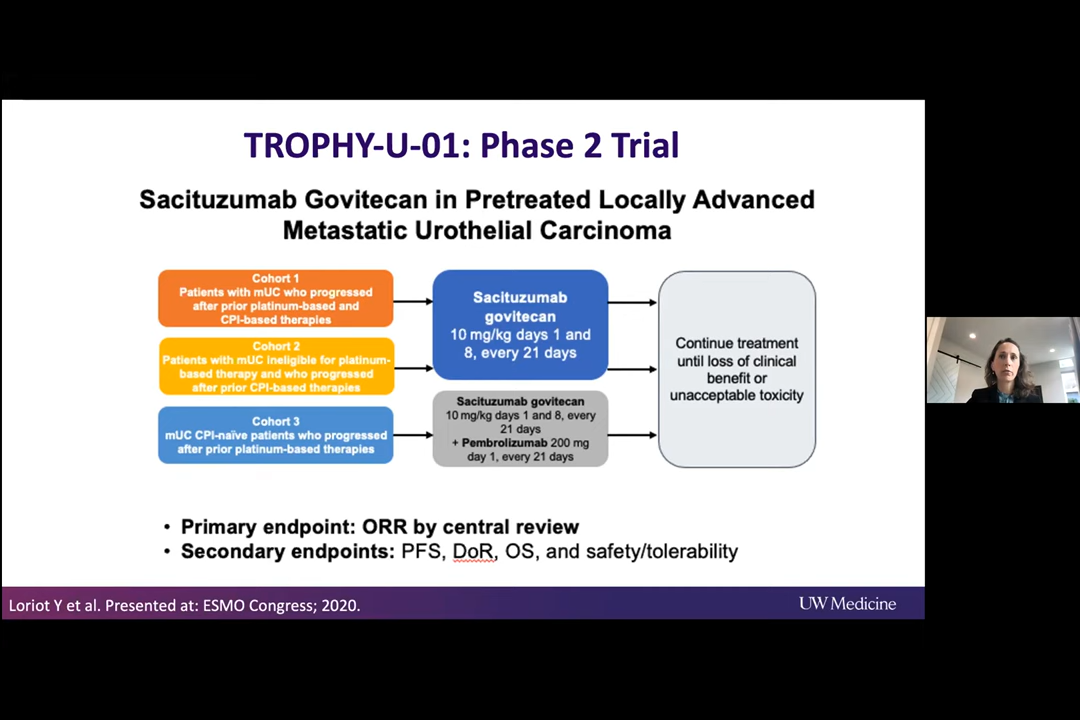 TROPHY-U-01: Phase 2 Trial
Sacituzumab Govitecan in Pretreated Locally Advanced
Metastatic Urothelial Carcinoma
Cohort 1
Patients with mUC who progressed
after prior platinum-based and
CPI-based therapies
Cohort 2
Patients with mUC Ineligible for platinum-
based therapy and who progressed
after prior CPI-based therapies
Cohort 3
mUC CPI-naïve patients who progressed
after prior platinum-based therapies
Sacituzumab
govitecan
10 mg/kg days 1 and
8, every 21 days
Sacituzumab govitecan
10 mg/kg days 1 and 8, every
21 days
+ Pembrolizumab 200 mg
day 1, every 21 days
Continue treatment
until loss of clinical
benefit or
unacceptable toxicity
• Primary endpoint: ORR by central review
• Secondary endpoints: PFS, DoR, OS, and safety/tolerability
Loriot Y et al. Presented at: ESMO Congress; 2020.
UW Medicine